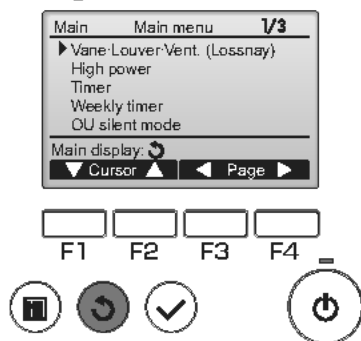 Main Main menu 1/3
Vane·Louver·Vent. (Lossnay)
High power
Timer
Weekly timer
OU silent mode
Main display:
Cursor Page
F1 F2 F3 F4